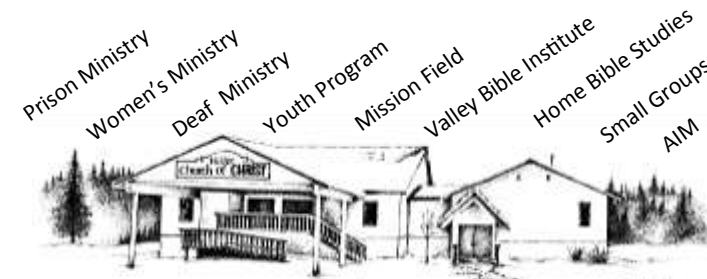 Prison Ministry
Women's Ministry
Deaf Ministry
Youth Program
Mission Field
Valley Bible Institute
Home Bible Studies
Small Groups
AIM
Church of CHRIST